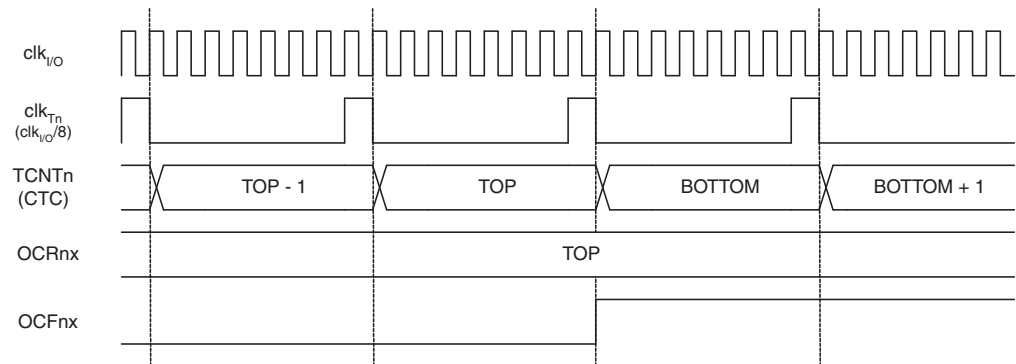 clkI/O
clkTn
(clkI/O/8)
TCNTn
(CTC)
TOP - 1
TOP
BOTTOM
BOTTOM + 1
OCRnx
TOP
OCFnx